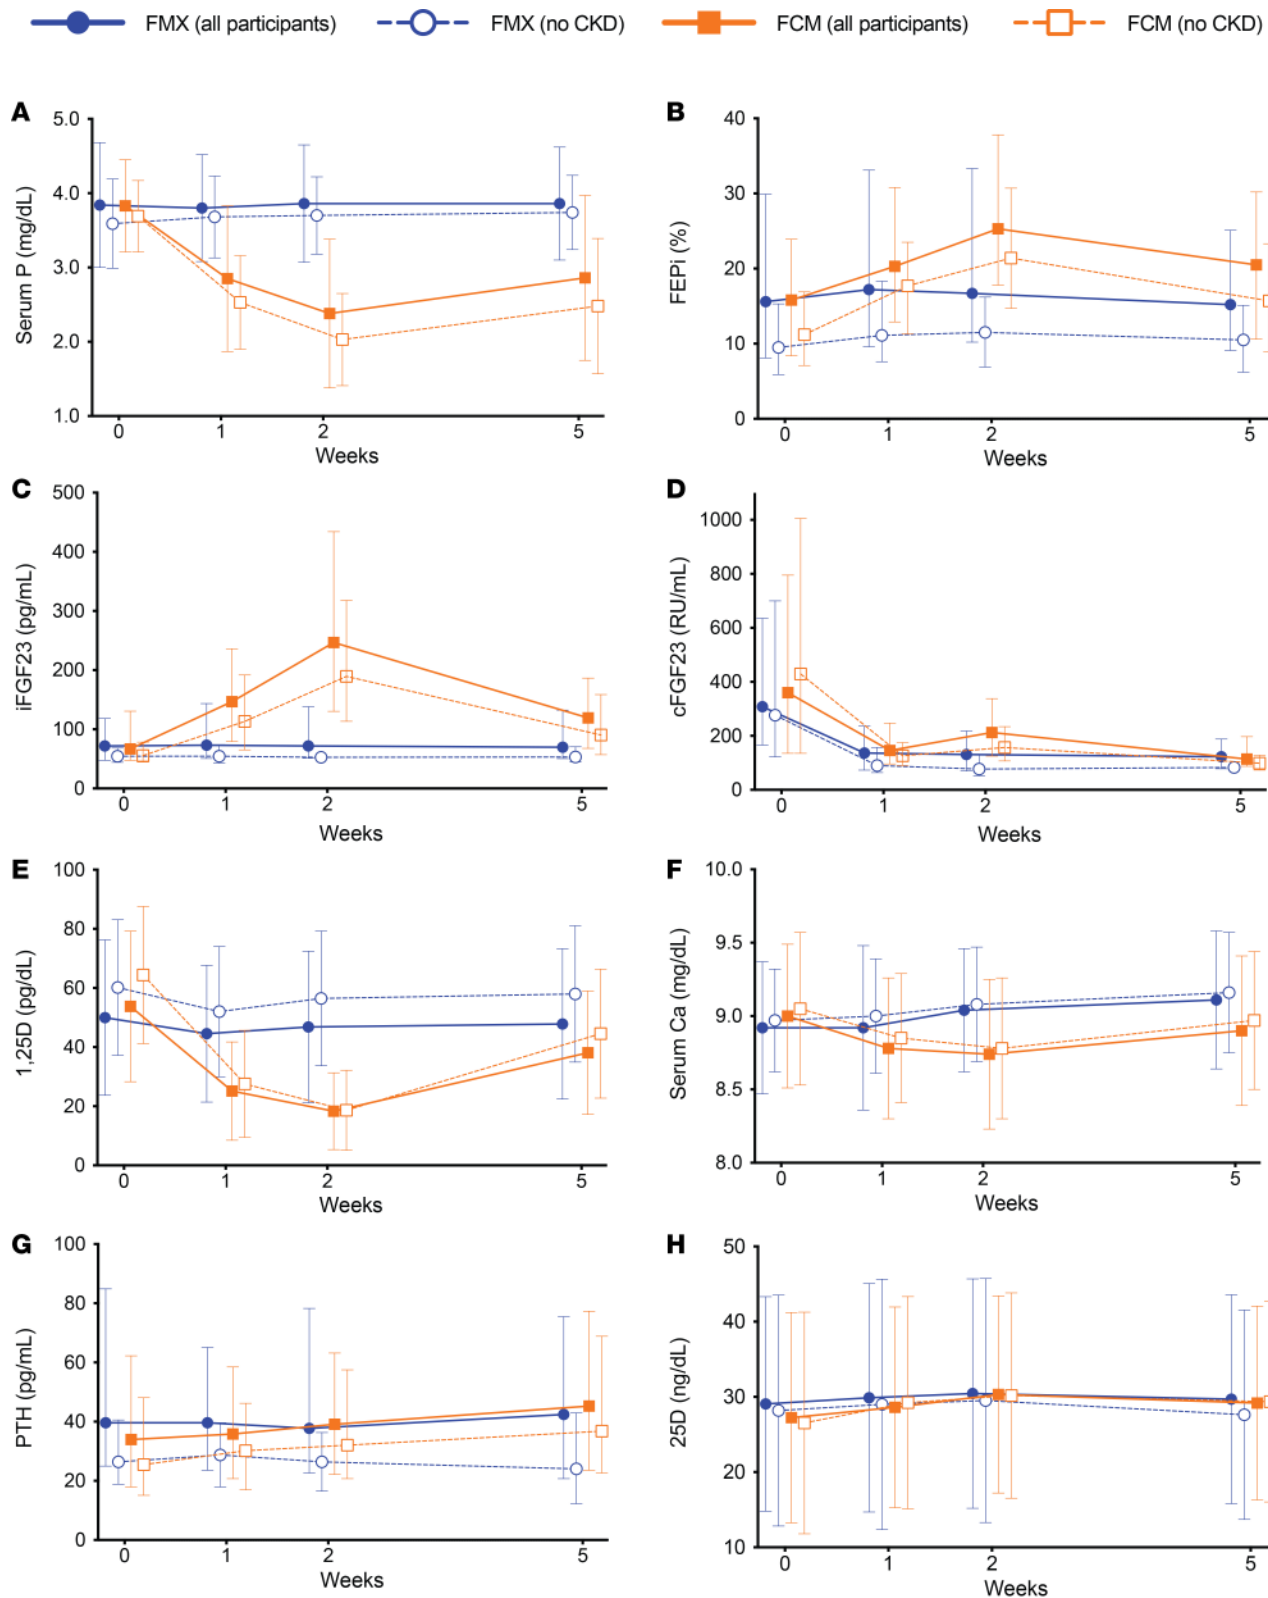 FMX (all participants) FMX (no CKD) FCM (all participants) FCM (no CKD)
A
Serum P (mg/dL)
5.0
4.0
3.0
2.0
1.0
0 1 2 5
Weeks
B
FEPi (%)
40
30
20
10
0
0 1 2 5
Weeks
C
iFGF23 (pg/mL)
500
400
300
200
100
0
0 1 2 5
Weeks
D
cFGF23 (RU/mL)
1000
800
600
400
200
0
0 1 2 5
Weeks
E
1,25D (pg/dL)
100
80
60
40
20
0
0 1 2 5
Weeks
F
Serum Ca (mg/dL)
10.0
9.5
9.0
8.5
8.0
0 1 2 5
Weeks
G
PTH (pg/mL)
100
80
60
40
20
0
0 1 2 5
Weeks
H
25D (ng/dL)
50
40
30
20
10
0 1 2 5
Weeks